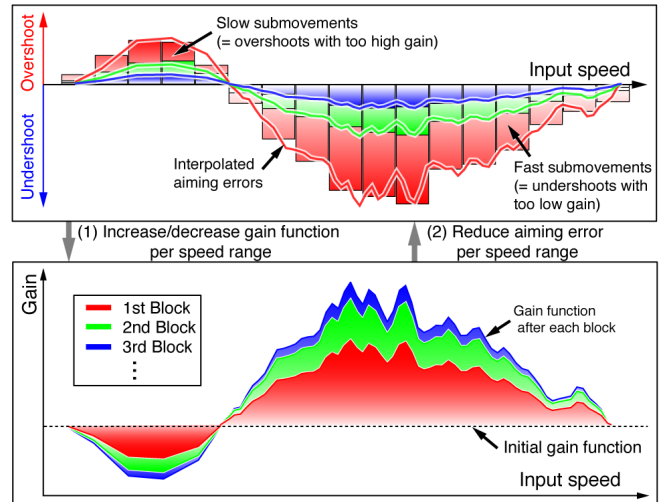 Overshoot
Undershoot
Slow submovements
(= overshoots with too high gain)
Input speed
Interpolated
aiming errors
Fast submovements
(= undershoots with
too low gain)
(1) Increase/decrease gain function
per speed range
(2) Reduce aiming error
per speed range
Gain
1st Block
2nd Block
3rd Block
⋮
Gain function
after each block
Initial gain function
Input speed